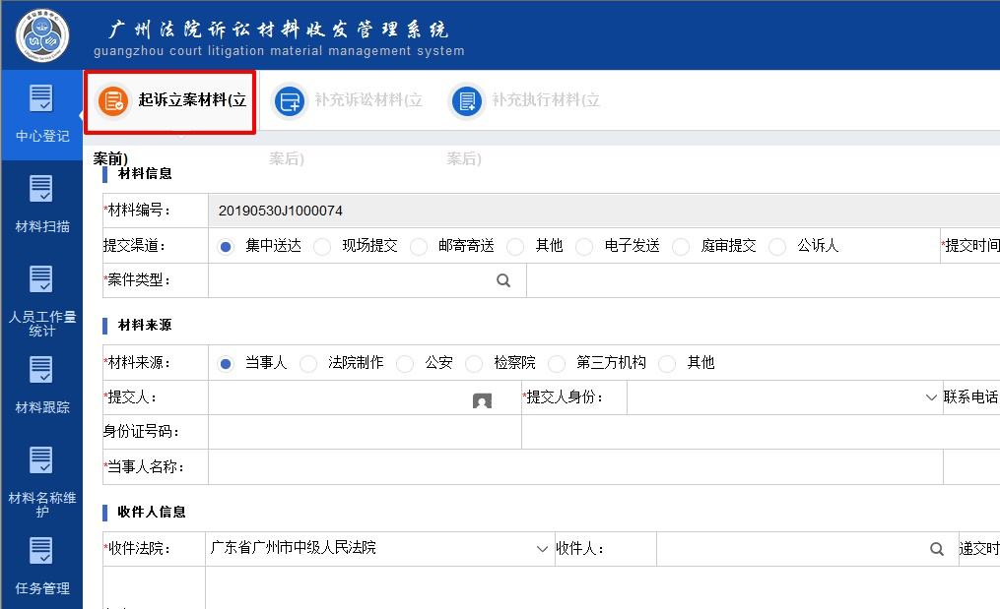 广州法院诉讼材料收发管理系统
guangzhou court litigation material management system
中心登记
材料扫描
人员工作量
统计
材料跟踪
材料名称维
护
任务管理
起诉立案材料(立
案前)
补充诉讼材料(立
案后)
补充执行材料(立
案后)
材料信息
*材料编号： 20190530J1000074
提交渠道： 集中送达 现场提交 邮寄寄送 其他 电子发送 庭审提交 公诉人 *提交时间
*案件类型：
材料来源
*材料来源： 当事人 法院制作 公安 检察院 第三方机构 其他
*提交人： *提交人身份： 联系电话
身份证号码：
*当事人名称：
收件人信息
*收件法院： 广东省广州市中级人民法院 收件人： 递交时